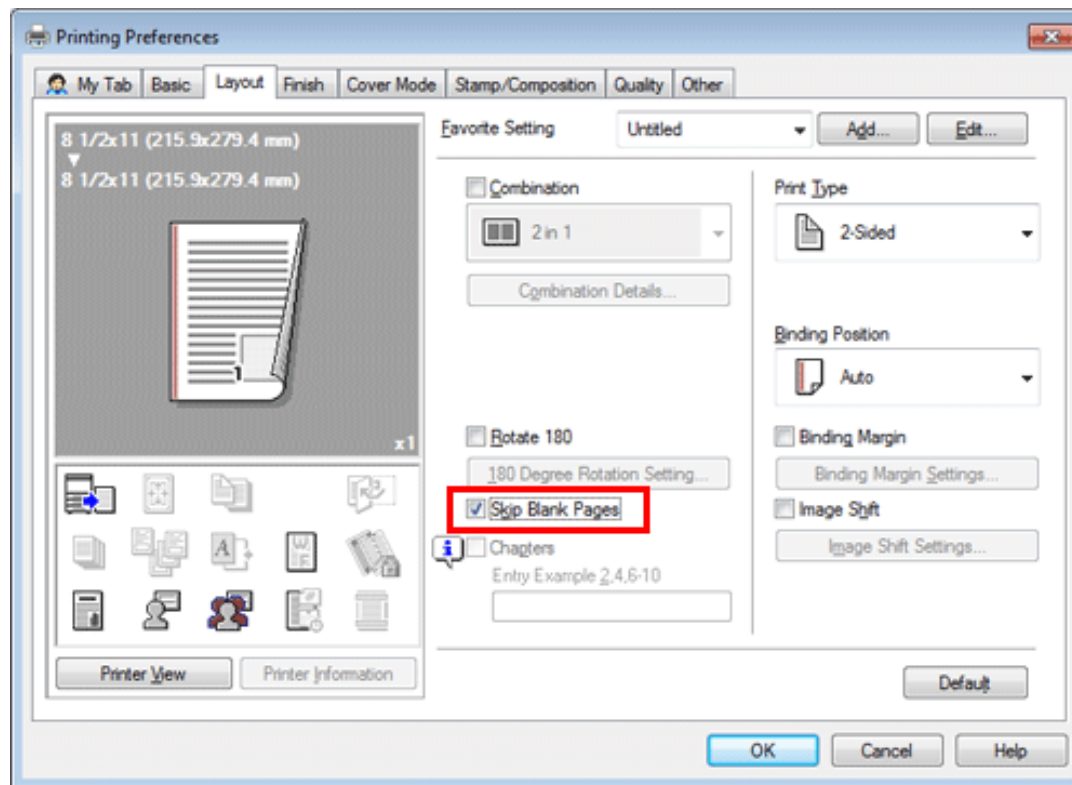 Printing Preferences
My Tab
Basic
Layout
Finish
Cover Mode
Stamp/Composition
Quality
Other
8 1/2x11 (215.9x279.4 mm)
8 1/2x11 (215.9x279.4 mm)
1
x1
A
W
E
Printer View
Printer Information
Favorite Setting
Untitled
Add...
Edit...
Combination
2 in 1
Combination Details...
Rotate 180
180 Degree Rotation Setting...
Skip Blank Pages
Chapters
Entry Example 2,4,6-10
Print Type
2-Sided
Binding Position
Auto
Binding Margin
Binding Margin Settings...
Image Shift
Image Shift Settings...
Default
OK
Cancel
Help